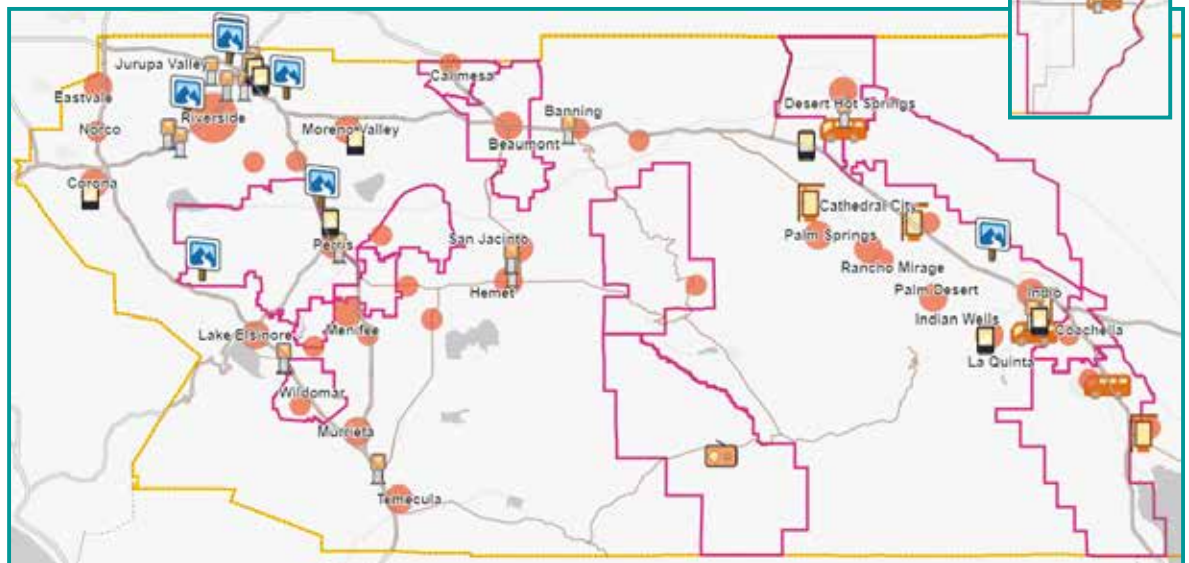 Jurupa Valley
Eastvale
Riverside
Norco
Moreno Valley
Corona
Calimesa
Beaumont
Banning
Desert Hot Springs
Cathedral City
Palm Springs
Rancho Mirage
Palm Desert
Indio
Indian Wells
Coachella
La Quinta
Perris
San Jacinto
Hemet
Lake Elsinore
Menifee
Wildomar
Murrieta
Temecula